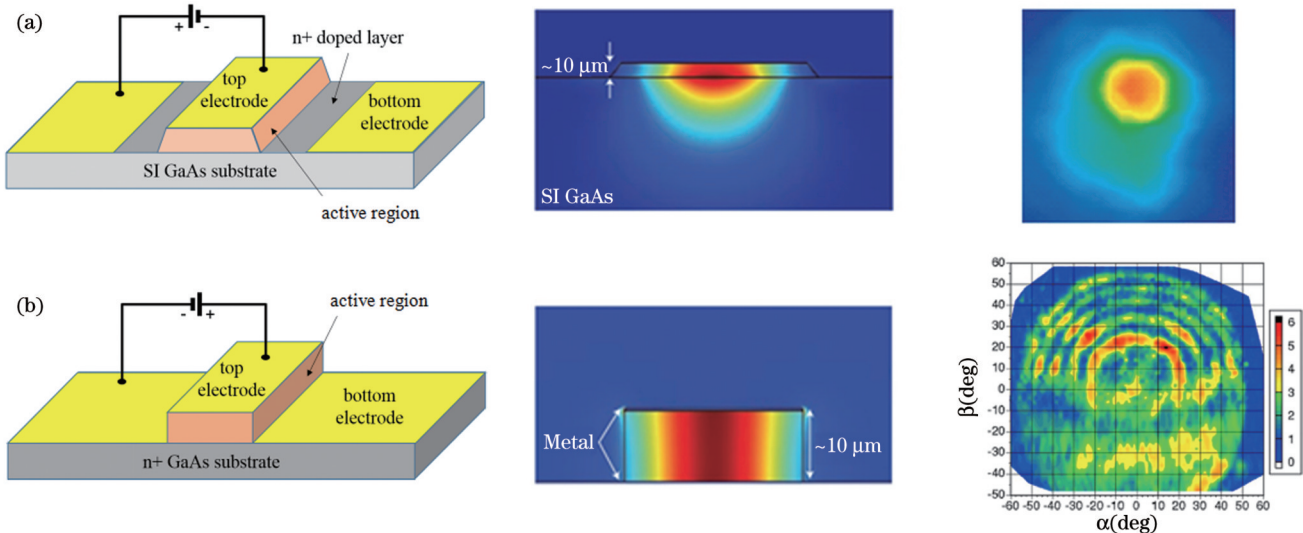 (a)
+ -
n+ doped layer
top
electrode
bottom
electrode
SI GaAs substrate
active region
~10 μm
SI GaAs
(b)
- +
active region
top
electrode
bottom
electrode
n+ GaAs substrate
Metal
~10 μm
β(deg)
60
50
40
30
20
10
0
-10
-20
-30
-40
-50
-60 -50 -40 -30 -20 -10 0 10 20 30 40 50 60
α(deg)
6
5
4
3
2
1
0